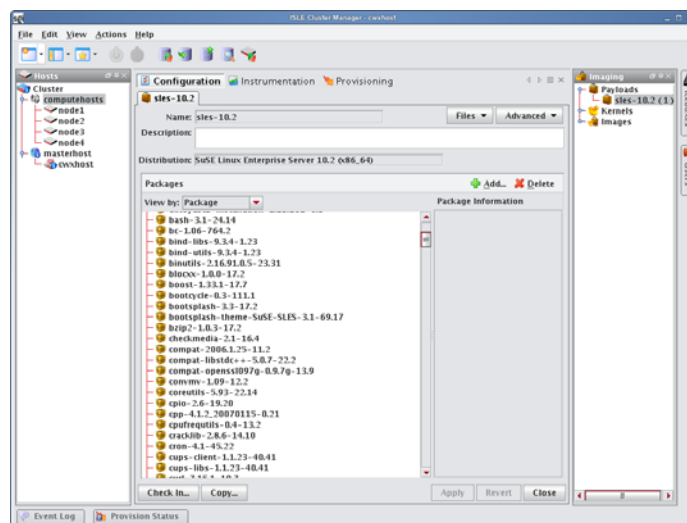 ISLE Cluster Manager - cwxhost
File Edit View Actions Help
Hosts
Cluster
computehosts
node1
node2
node3
node4
masterhost
cwxhost
Configuration Instrumentation Provisioning
sles-10.2
Name: sles-10.2 Files Advanced
Description:
Distribution: SuSE Linux Enterprise Server 10.2 (x86_64)
Packages Add... Delete
View by: Package Package Information
bash-3.1-24.14
bc-1.06-764.2
bind-libs-9.3.4-1.23
bind-utils-9.3.4-1.23
binutils-2.16.91.0.5-23.31
blocxx-1.0.0-17.2
boost-1.33.1-17.7
bootcycle-0.3-111.1
bootsplash-3.3-17.2
bootsplash-theme-SuSE-SLES-3.1-69.17
bzip2-1.0.3-17.2
checkmedia-2.1-16.4
compat-2006.1.25-11.2
compat-libstdc++-5.0.7-22.2
compat-openssl097g-0.9.7g-13.9
convmv-1.09-12.2
coreutils-5.93-22.14
cpio-2.6-19.20
cpp-4.1.2_20070115-0.21
cpufrequtils-0.4-13.2
cracklib-2.8.6-14.10
cron-4.1-45.22
cups-client-1.1.23-40.41
cups-libs-1.1.23-40.41
Check In... Copy... Apply Revert Close
Imaging
Payloads
sles-10.2 (1)
Kernels
Images
Event Log Provision Status